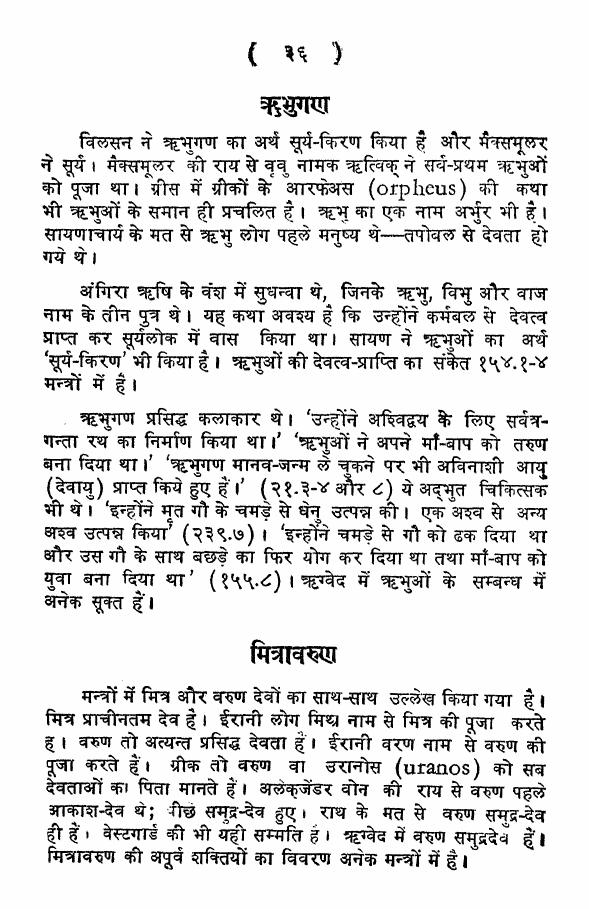 ( ३६ )
ऋभुगण
विलसन ने ऋभुगण का अर्थ सूर्य-किरण किया है और मैक्समूलर
ने सूर्य। मैक्समूलर की राय से वृवु नामक ऋत्विक् ने सर्व-प्रथम ऋभुओं
को पूजा था। ग्रीस में ग्रीकों के आरफेअस (orpheus) की कथा
भी ऋभुओं के समान ही प्रचलित है। ऋभु का एक नाम अर्भुर भी है।
सायणाचार्य के मत से ऋभु लोग पहले मनुष्य थे—तपोबल से देवता हो
गये थे।
अंगिरा ऋषि के वंश में सुधन्वा थे, जिनके ऋभु, विभु और वाज
नाम के तीन पुत्र थे। यह कथा अवश्य है कि उन्होंने कर्मबल से देवत्व
प्राप्त कर सूर्यलोक में वास किया था। सायण ने ऋभुओं का अर्थ
'सूर्य-किरण' भी किया है। ऋभुओं की देवत्व-प्राप्ति का संकेत १५४.१-४
मन्त्रों में है।
ऋभुगण प्रसिद्ध कलाकार थे। 'उन्होंने अश्विद्वय के लिए सर्वत्र-
गन्ता रथ का निर्माण किया था।' 'ऋभुओं ने अपने माँ-बाप को तरुण
बना दिया था।' 'ऋभुगण मानव-जन्म ले चुकने पर भी अविनाशी आयु
(देवायु) प्राप्त किये हुए हैं।' (२१.३-४ और ८) ये अद्भुत चिकित्सक
भी थे। 'इन्होंने मृत गौ के चमड़े से धेनु उत्पन्न की। एक अश्व से अन्य
अश्व उत्पन्न किया' (२३९.७)। 'इन्होंने चमड़े से गौ को ढक दिया था
और उस गौ के साथ बछड़े का फिर योग कर दिया था तथा माँ-बाप को
युवा बना दिया था' (१५५.८)। ऋग्वेद में ऋभुओं के सम्बन्ध में
अनेक सूक्त हैं।
मित्रावरुण
मन्त्रों में मित्र और वरुण देवों का साथ-साथ उल्लेख किया गया है।
मित्र प्राचीनतम देव है। ईरानी लोग मिथ्र नाम से मित्र की पूजा करते
ह। वरुण तो अत्यन्त प्रसिद्ध देवता हैं। ईरानी वरण नाम से वरुण की
पूजा करते हैं। ग्रीक तो वरुण वा उरानोस (uranos) को सब
देवताओं का पिता मानते हैं। अलेकजेंडर वोन की राय से वरुण पहले
आकाश-देव थे; पीछे समुद्र-देव हुए। राथ के मत से वरुण समुद्र-देव
ही हैं। वेस्टगार्ड की भी यही सम्मति है। ऋग्वेद में वरुण समुद्रदेव हैं।
मित्रावरुण की अपूर्व शक्तियों का विवरण अनेक मन्त्रों में है।